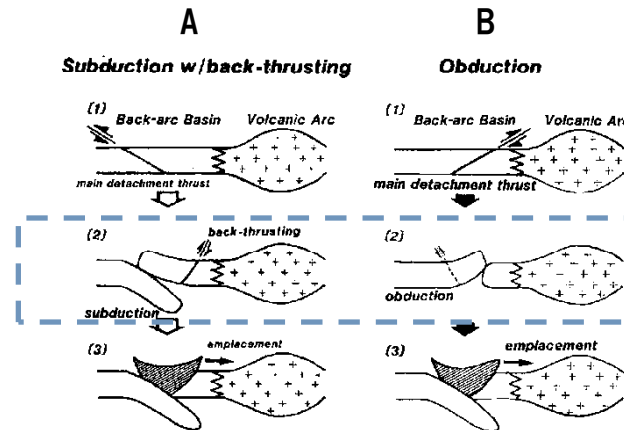 A
Subduction w/back-thrusting
(1)
Back-arc Basin
Volcanic Arc
main detachment thrust
(2)
back-thrusting
subduction
(3)
emplacement
B
Obduction
(1)
Back-arc Basin
Volcanic Arc
main detachment thrust
(2)
obduction
(3)
emplacement